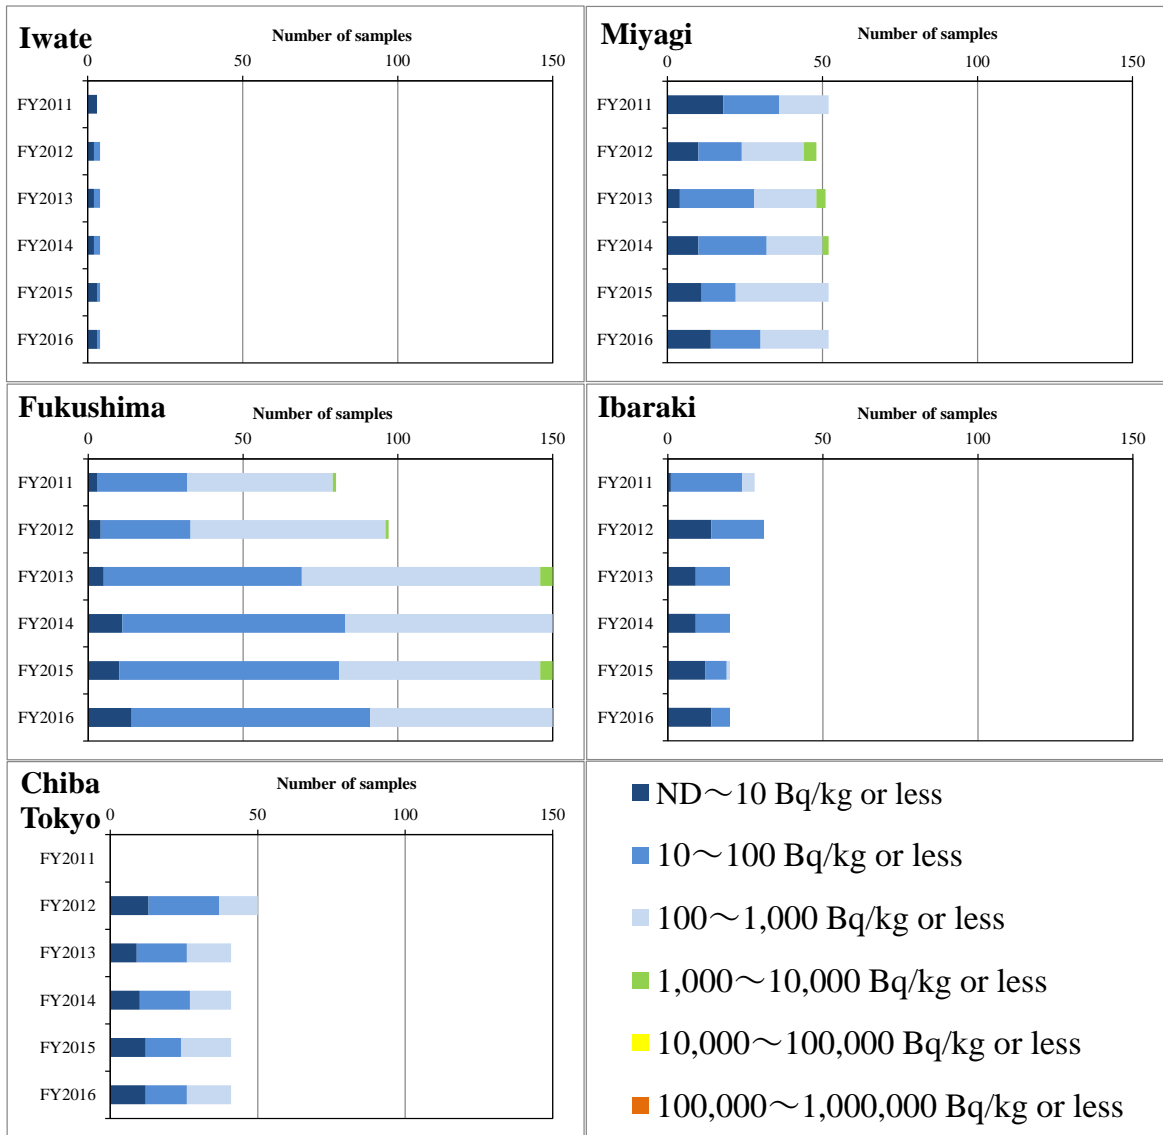 Iwate
Number of samples
0 50 100 150
FY2011
FY2012
FY2013
FY2014
FY2015
FY2016
Miyagi
Number of samples
0 50 100 150
FY2011
FY2012
FY2013
FY2014
FY2015
FY2016
Fukushima
Number of samples
0 50 100 150
FY2011
FY2012
FY2013
FY2014
FY2015
FY2016
Ibaraki
Number of samples
0 50 100 150
FY2011
FY2012
FY2013
FY2014
FY2015
FY2016
Chiba
Tokyo
Number of samples
0 50 100 150
FY2011
FY2012
FY2013
FY2014
FY2015
FY2016
ND～10 Bq/kg or less
10～100 Bq/kg or less
100～1,000 Bq/kg or less
1,000～10,000 Bq/kg or less
10,000～100,000 Bq/kg or less
100,000～1,000,000 Bq/kg or less